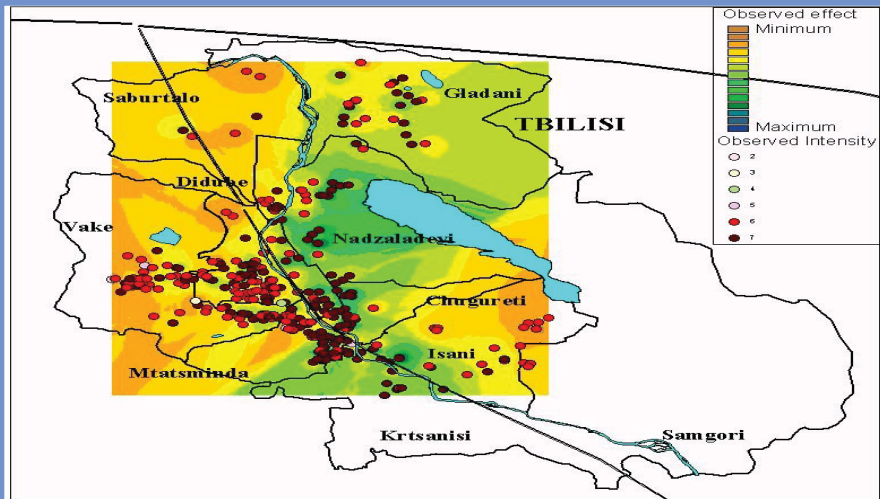 Observed effect
Minimum
Maximum
Observed Intensity
2
3
4
5
6
7
TBILISI
Saburtalo
Gladani
Didube
Vake
Nadzaladevi
Chugureti
Isani
Mtatsminda
Krtsanisi
Samgori